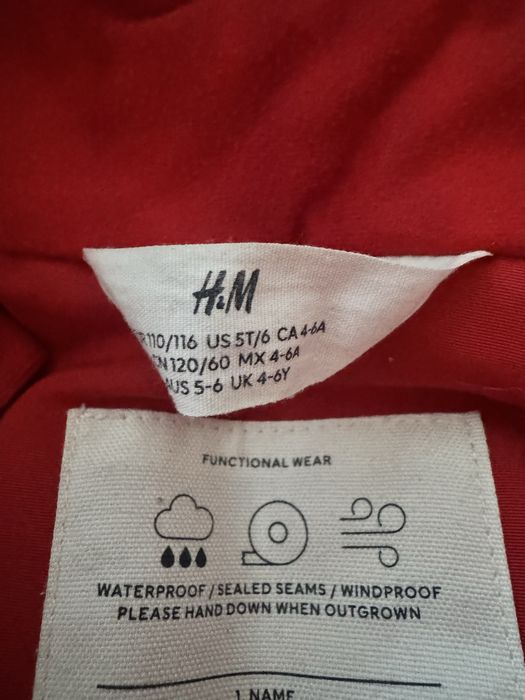 H&M
110/116 US 5T/6 CA 4-6A
120/60 MX 4-6A
AUS 5-6 UK 4-6Y
FUNCTIONAL WEAR
WATERPROOF / SEALED SEAMS / WINDPROOF
PLEASE HAND DOWN WHEN OUTGROWN
1. NAME